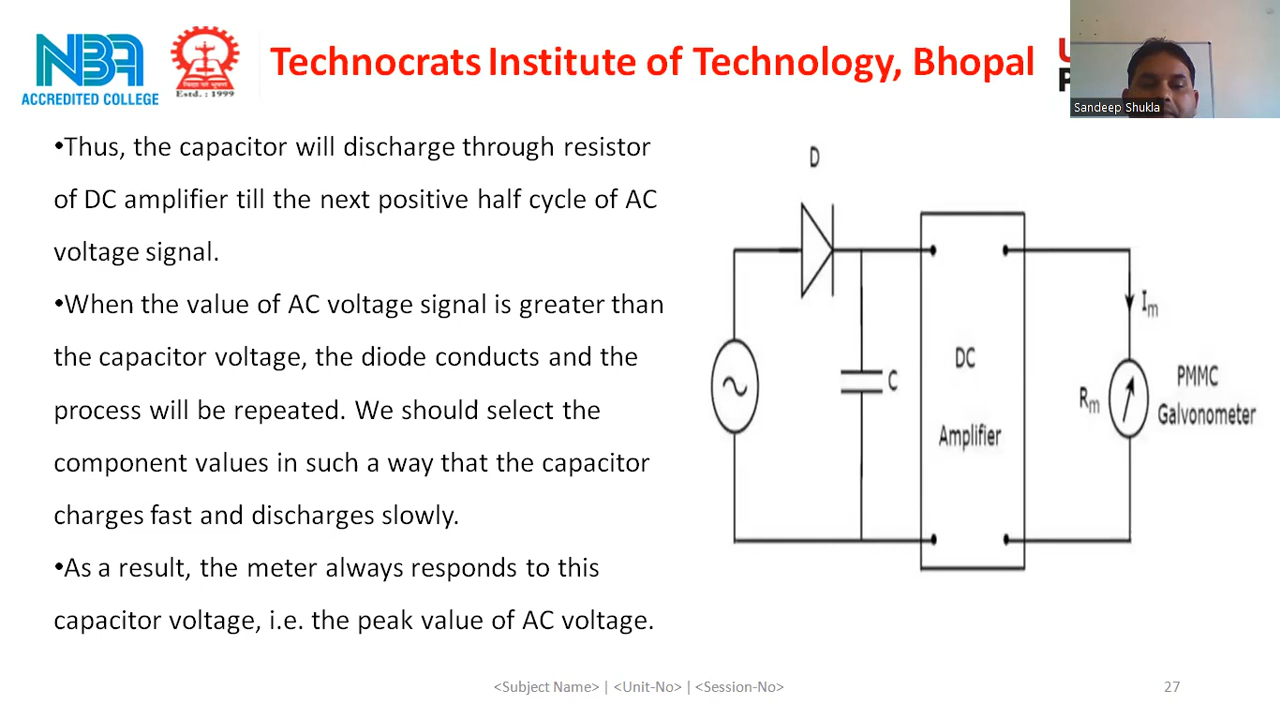 NBA
ACCREDITED COLLEGE
Estd. : 1999
Technocrats Institute of Technology, Bhopal
Sandeep Shukla
•Thus, the capacitor will discharge through resistor
of DC amplifier till the next positive half cycle of AC
voltage signal.
•When the value of AC voltage signal is greater than
the capacitor voltage, the diode conducts and the
process will be repeated. We should select the
component values in such a way that the capacitor
charges fast and discharges slowly.
•As a result, the meter always responds to this
capacitor voltage, i.e. the peak value of AC voltage.
D
C
DC
Amplifier
Im
Rm
PMMC
Galvonometer
<Subject Name> | <Unit-No> | <Session-No>
27